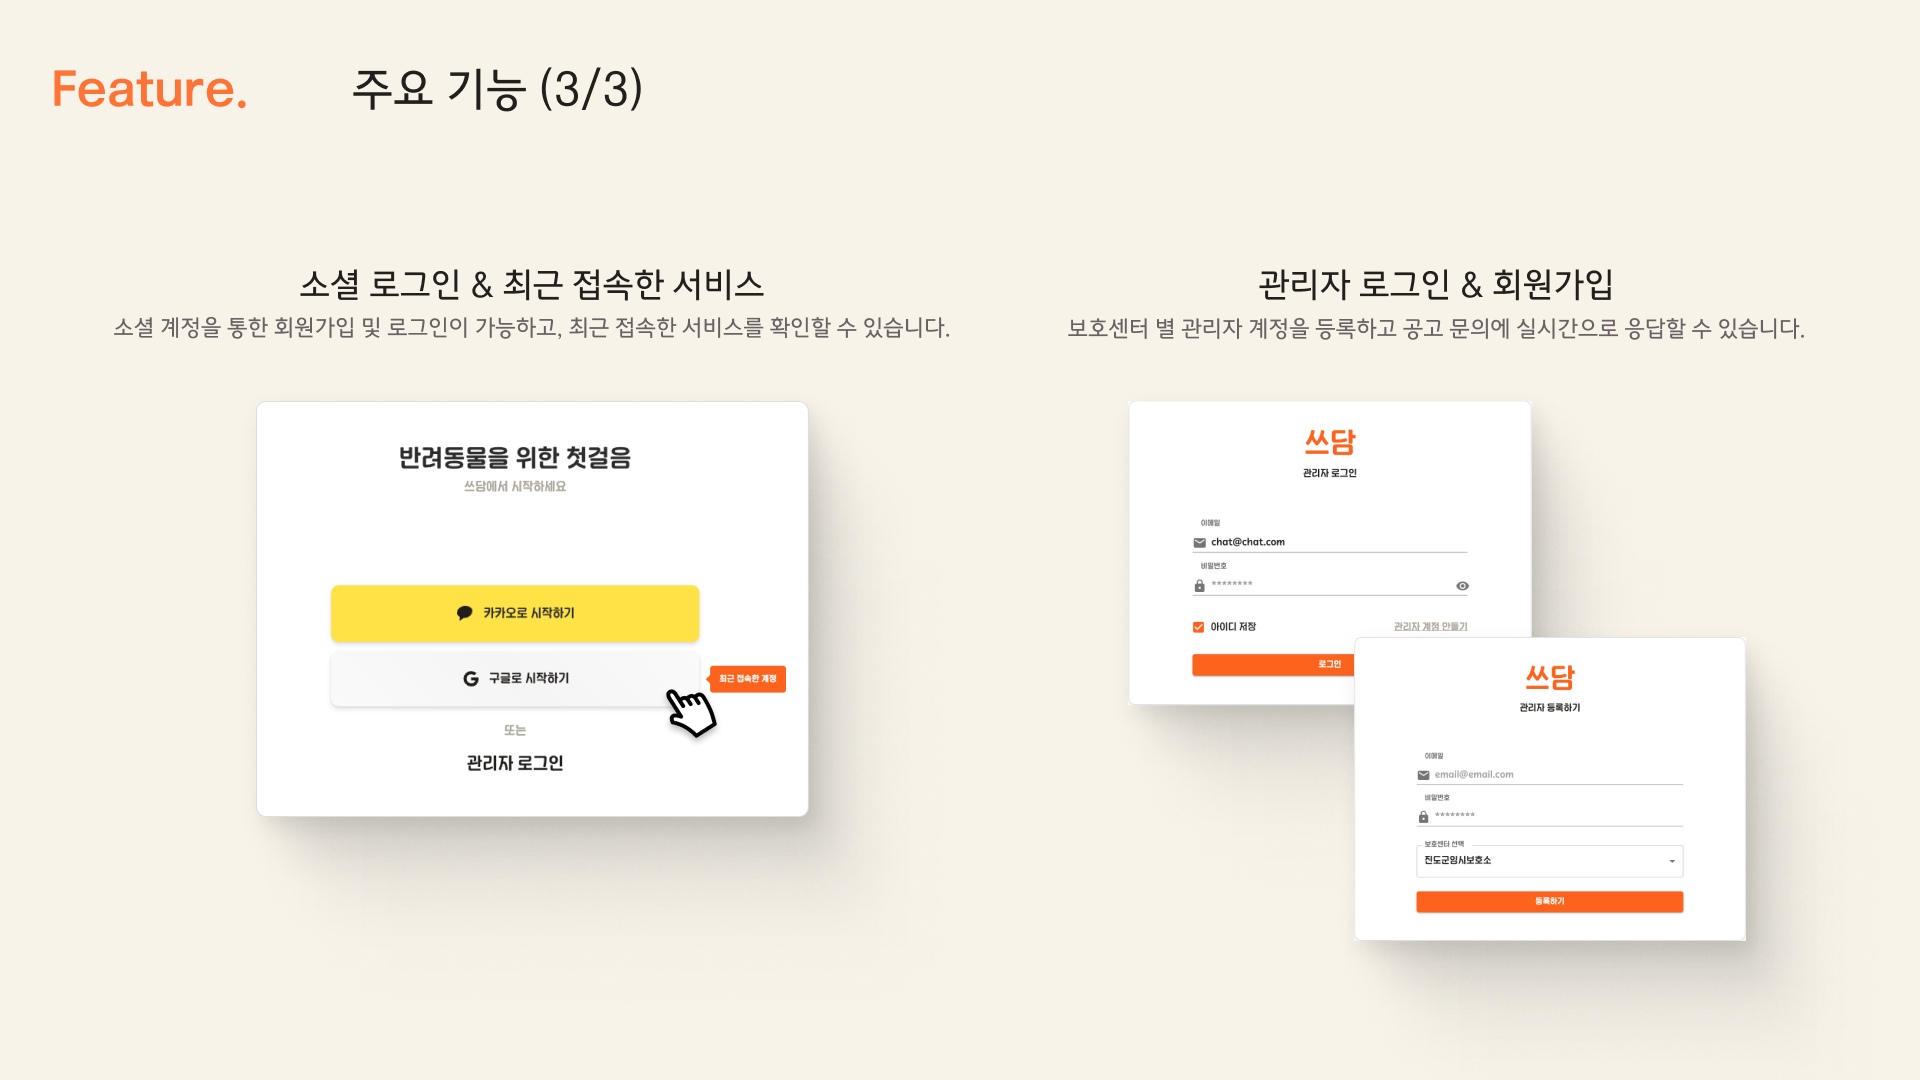 Feature.
주요 기능 (3/3)
소셜 로그인 & 최근 접속한 서비스
소셜 계정을 통한 회원가입 및 로그인이 가능하고, 최근 접속한 서비스를 확인할 수 있습니다.
반려동물을 위한 첫걸음
쓰담에서 시작하세요
카카오로 시작하기
G 구글로 시작하기
최근 접속한 계정
또는
관리자 로그인
관리자 로그인 & 회원가입
보호센터 별 관리자 계정을 등록하고 공고 문의에 실시간으로 응답할 수 있습니다.
쓰담
관리자 로그인
이메일
chat@chat.com
비밀번호
********
아이디 저장
관리자 계정 만들기
로그인
쓰담
관리자 등록하기
이메일
email@email.com
비밀번호
********
보호센터 선택
진도군임시보호소
등록하기